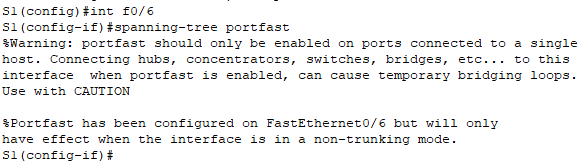 S1(config)#int f0/6
S1(config-if)#spanning-tree portfast
%Warning: portfast should only be enabled on ports connected to a single
host. Connecting hubs, concentrators, switches, bridges, etc... to this
interface  when portfast is enabled, can cause temporary bridging loops.
Use with CAUTION

%Portfast has been configured on FastEthernet0/6 but will only
have effect when the interface is in a non-trunking mode.
S1(config-if)#